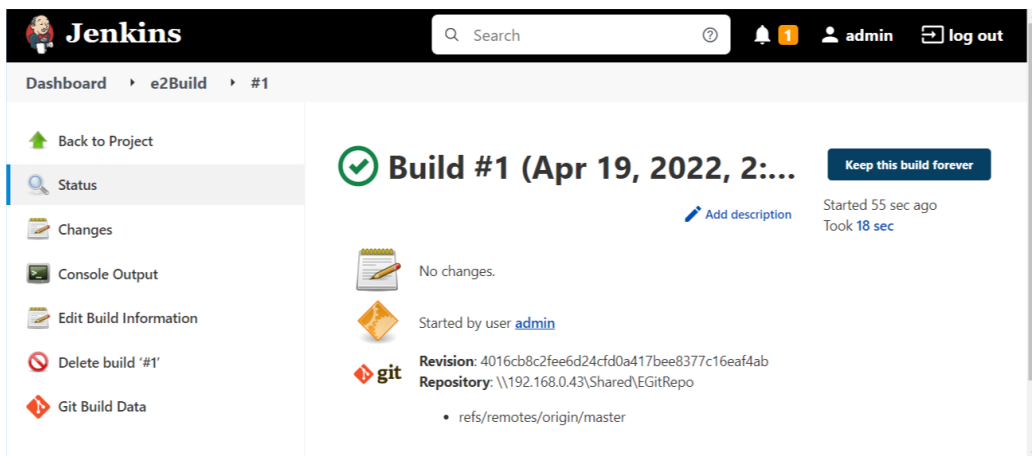 Jenkins
Search
1
admin
log out
Dashboard e2Build #1
Back to Project
Status
Changes
Console Output
Edit Build Information
Delete build ‘#1’
Git Build Data
Build #1 (Apr 19, 2022, 2:...
Keep this build forever
Add description
Started 55 sec ago
Took 18 sec
No changes.
Started by user admin
git
Revision: 4016cb8c2fee6d24cfd0a417bee8377c16eaf4ab
Repository: \\192.168.0.43\Shared\EGitRepo
• refs/remotes/origin/master